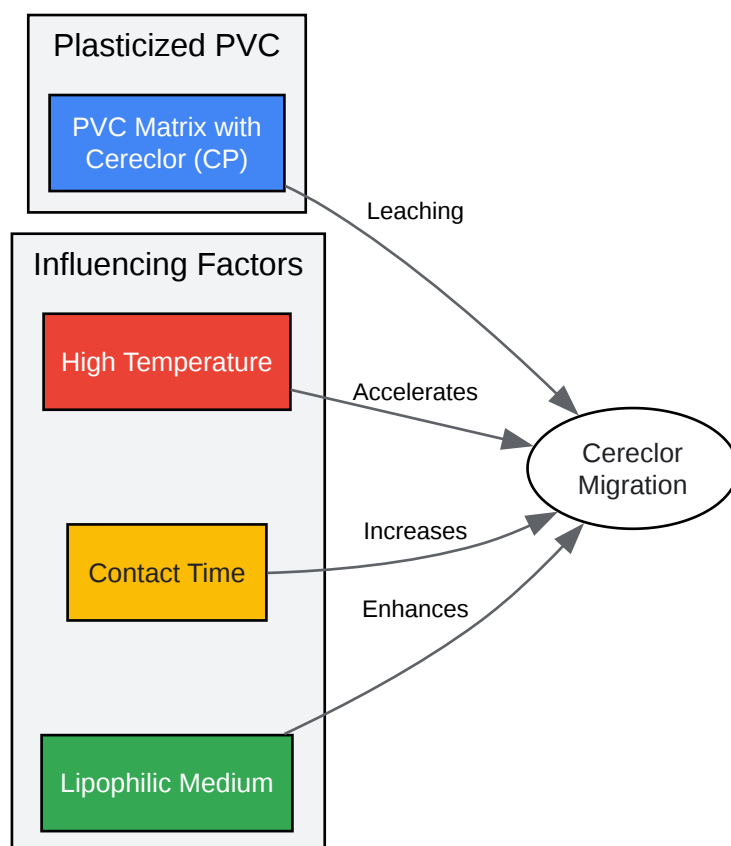 Plasticized PVC
PVC Matrix with
Cereclor (CP)
Leaching
Influencing Factors
High Temperature
Accelerates
Cereclor
Migration
Contact Time
Increases
Enhances
Lipophilic Medium